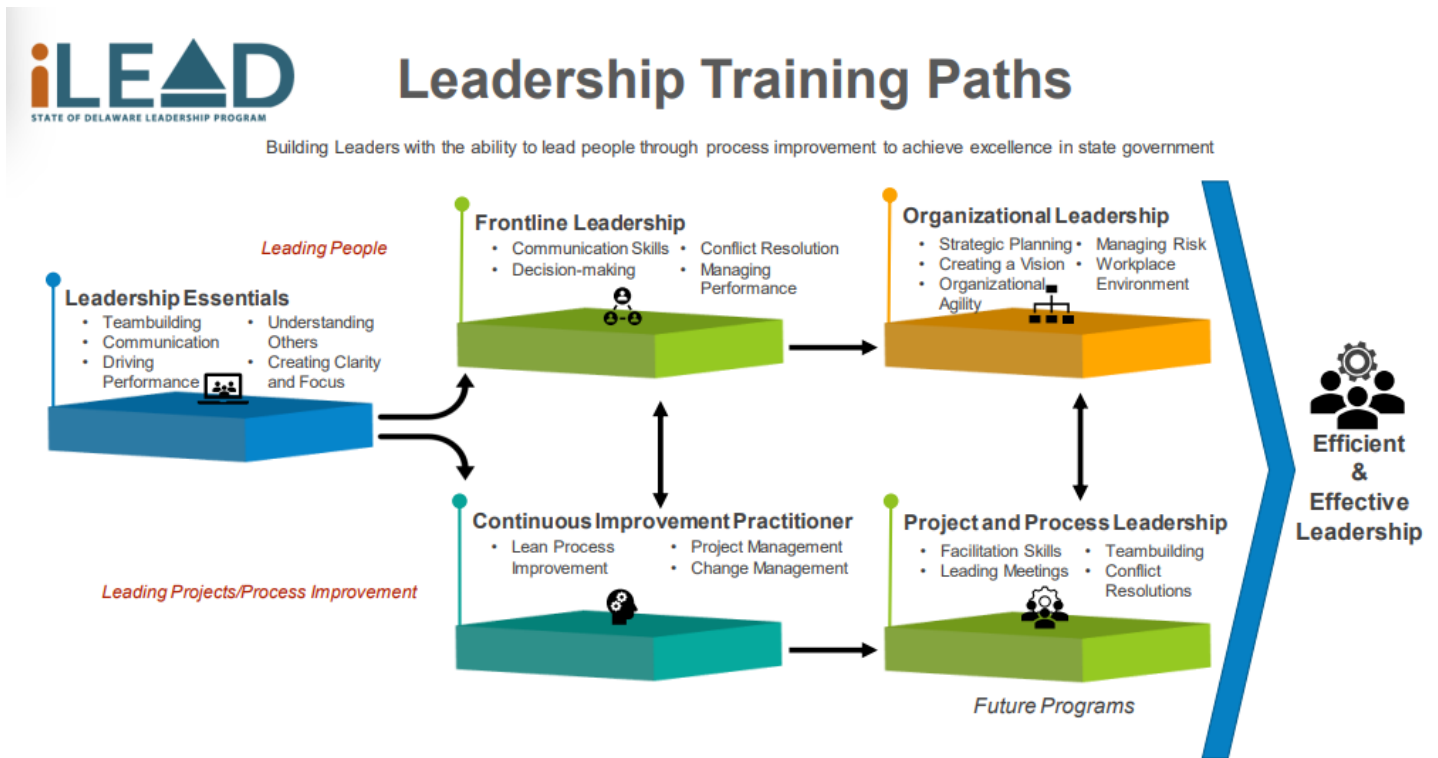 iLEAD
STATE OF DELAWARE LEADERSHIP PROGRAM
Leadership Training Paths
Building Leaders with the ability to lead people through process improvement to achieve excellence in state government
Leading People
Leadership Essentials
• Teambuilding
• Communication
• Driving
Performance
• Understanding
Others
• Creating Clarity
and Focus
Frontline Leadership
• Communication Skills
• Decision-making
• Conflict Resolution
• Managing
Performance
Organizational Leadership
• Strategic Planning
• Creating a Vision
• Organizational
Agility
• Managing Risk
• Workplace
Environment
Leading Projects/Process Improvement
Continuous Improvement Practitioner
• Lean Process
Improvement
• Project Management
• Change Management
Project and Process Leadership
• Facilitation Skills
• Leading Meetings
• Teambuilding
• Conflict
Resolutions
Future Programs
Efficient
&
Effective
Leadership